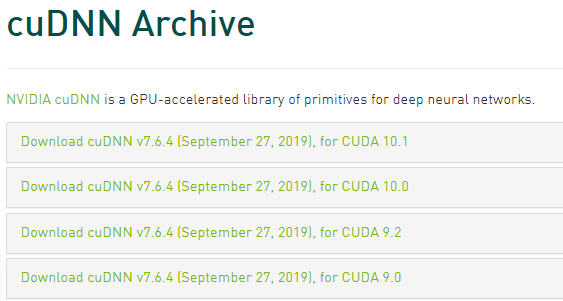 cuDNN Archive
NVIDIA cuDNN is a GPU-accelerated library of primitives for deep neural networks.
Download cuDNN v7.6.4 (September 27, 2019), for CUDA 10.1
Download cuDNN v7.6.4 (September 27, 2019), for CUDA 10.0
Download cuDNN v7.6.4 (September 27, 2019), for CUDA 9.2
Download cuDNN v7.6.4 (September 27, 2019), for CUDA 9.0